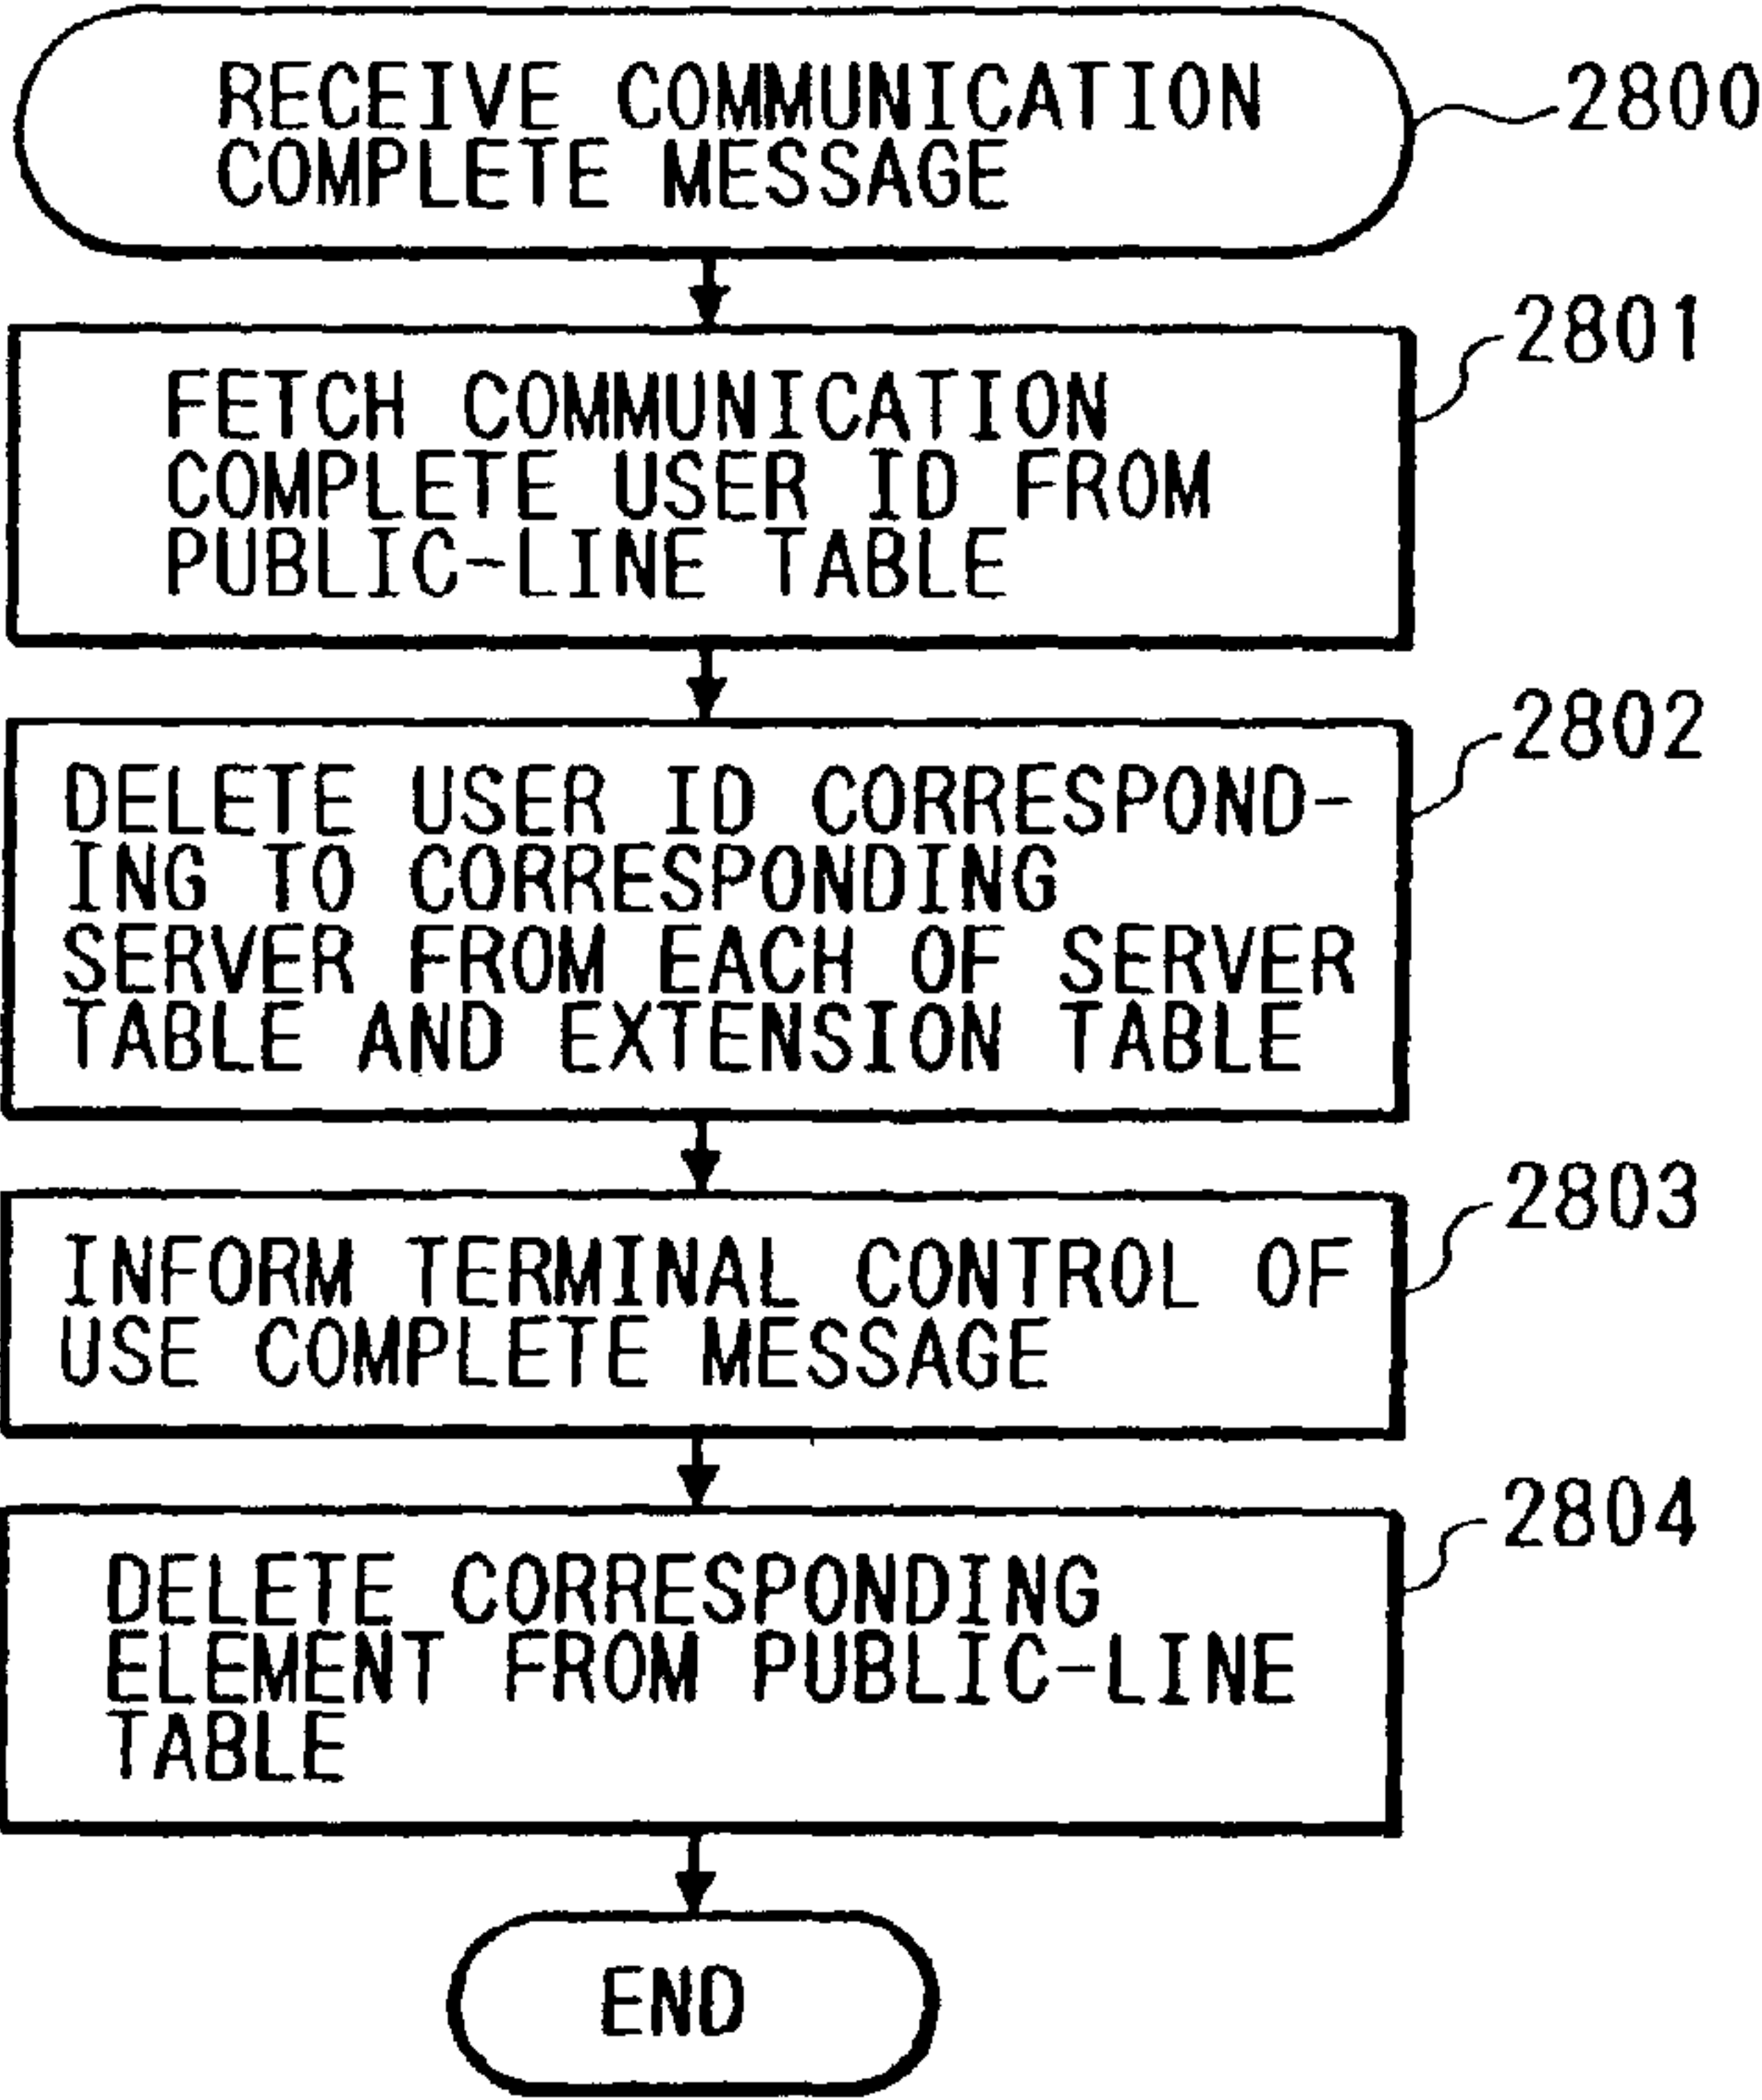 RECEIVE COMMUNICATION
COMPLETE MESSAGE
2800
FETCH COMMUNICATION
COMPLETE USER ID FROM
PUBLIC-LINE TABLE
2801
DELETE USER ID CORRESPOND-
ING TO CORRESPONDING
SERVER FROM EACH OF SERVER
TABLE AND EXTENSION TABLE
2802
INFORM TERMINAL CONTROL OF
USE COMPLETE MESSAGE
2803
DELETE CORRESPONDING
ELEMENT FROM PUBLIC-LINE
TABLE
2804
END